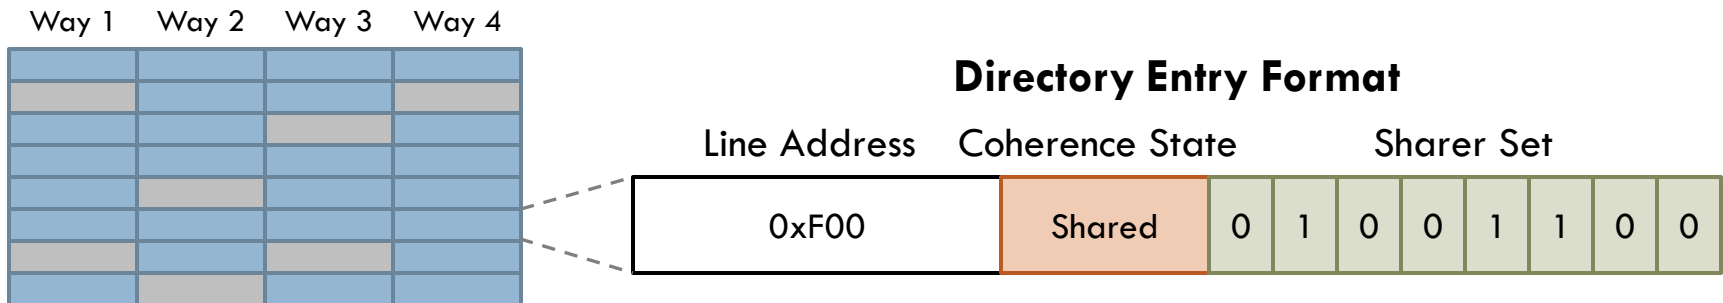 Way 1 Way 2 Way 3 Way 4
Directory Entry Format
Line Address Coherence State Sharer Set
0xF00 Shared 0 1 0 0 1 1 0 0